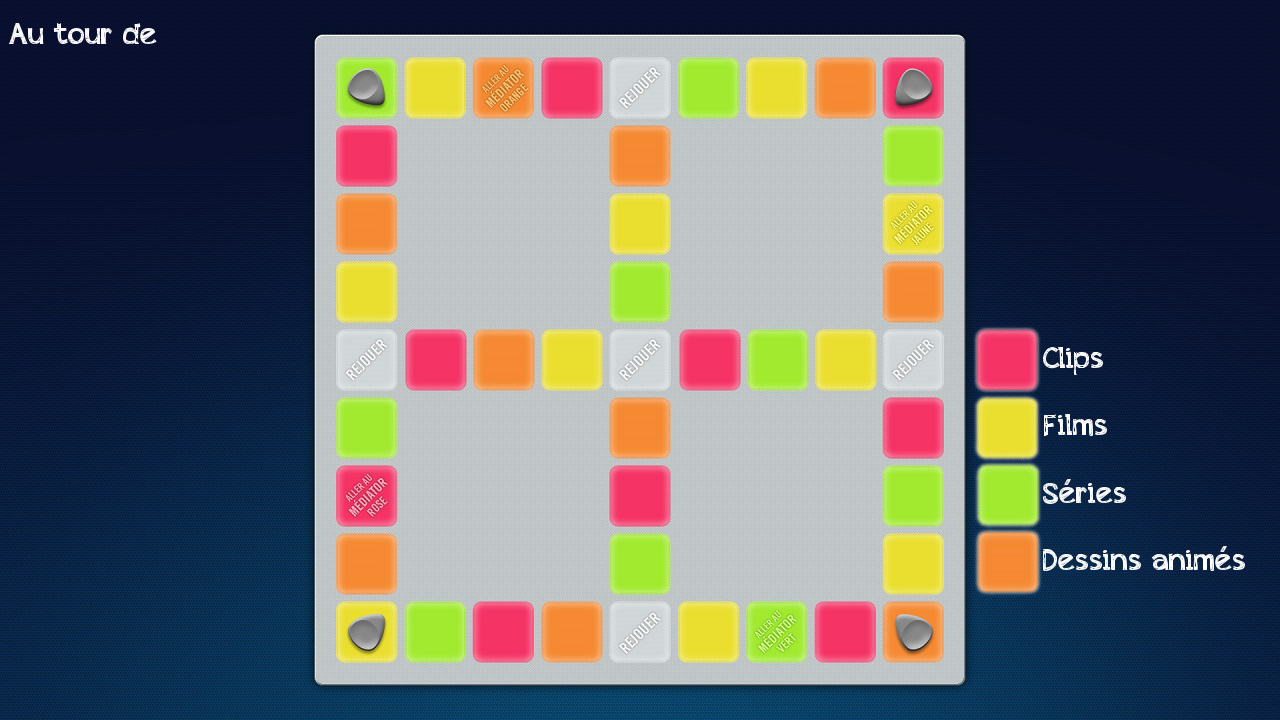 Au tour de
ALLER AU
MÉDIATOR
ORANGE
REJOUER
ALLER AU
MÉDIATOR
JAUNE
REJOUER
REJOUER
REJOUER
Clips
Films
Séries
ALLER AU
MÉDIATOR
ROSE
Dessins animés
REJOUER
ALLER AU
MÉDIATOR
VERT